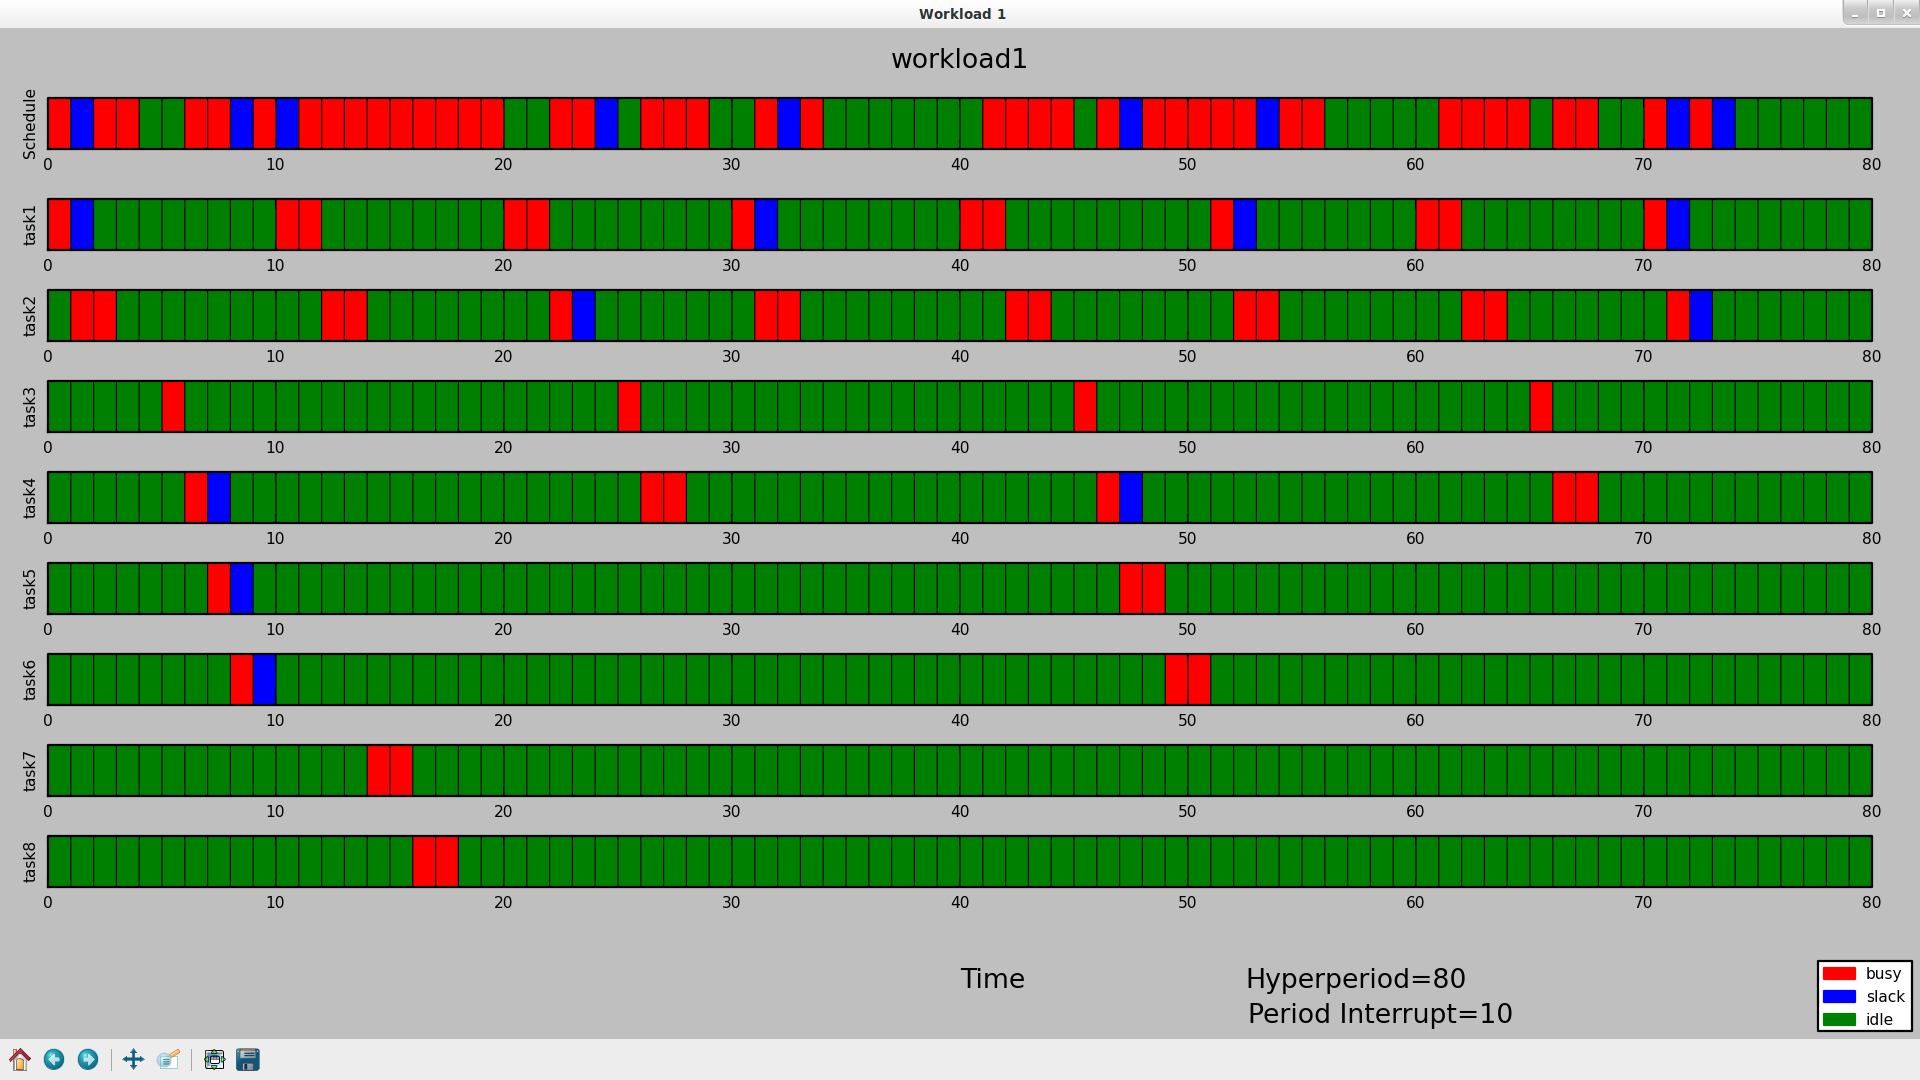 Workload 1
workload1
Schedule
0 10 20 30 40 50 60 70 80
task1
0 10 20 30 40 50 60 70 80
task2
0 10 20 30 40 50 60 70 80
task3
0 10 20 30 40 50 60 70 80
task4
0 10 20 30 40 50 60 70 80
task5
0 10 20 30 40 50 60 70 80
task6
0 10 20 30 40 50 60 70 80
task7
0 10 20 30 40 50 60 70 80
task8
0 10 20 30 40 50 60 70 80
Time
Hyperperiod=80
Period Interrupt=10
busy
slack
idle